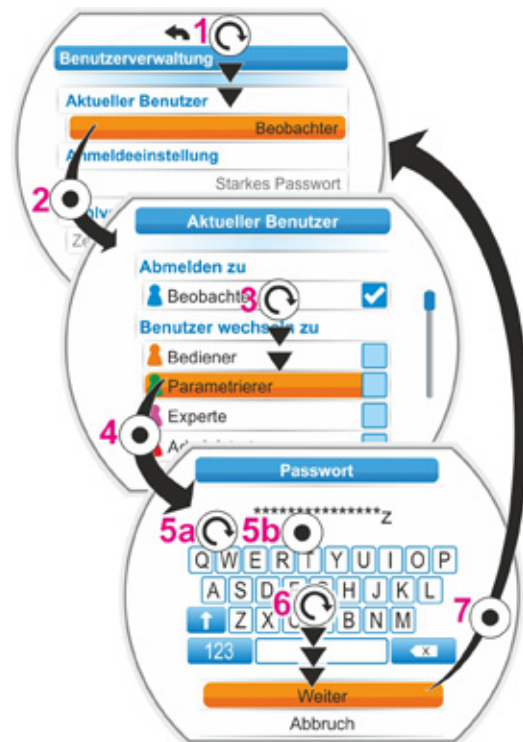 1
Benutzerverwaltung
Aktueller Benutzer
Beobachter
Anmeldeeinstellung
Starkes Passwort
2
Aktueller Benutzer
Abmelden zu
Beobachte
3
Benutzer wechseln zu
Bediener
Parametrierer
4
Experte
Passwort
***************z
5a 5b
Q W E R T Y U I O P
A S D F G H J K L
6
7
Z X C B N M
123
Weiter
Abbruch